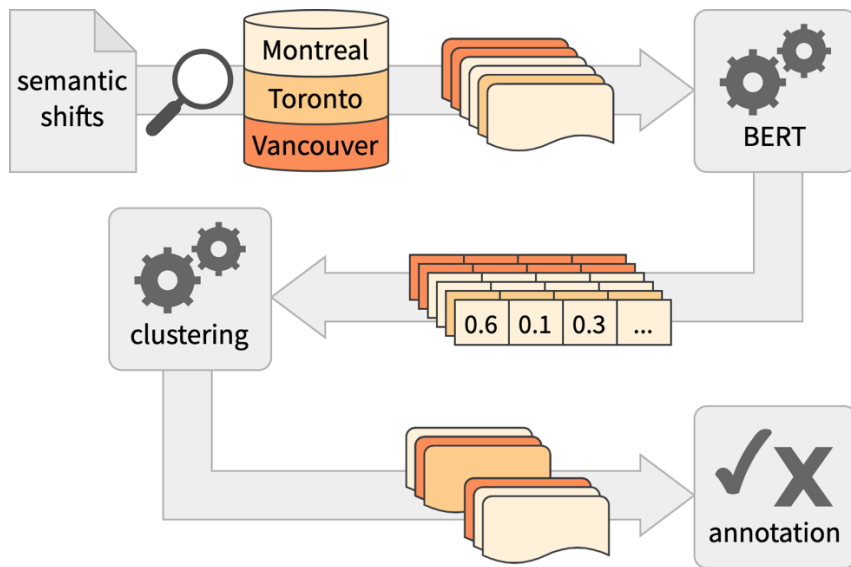 semantic
shifts
Montreal
Toronto
Vancouver
BERT
clustering
0.6 0.1 0.3 ...
annotation